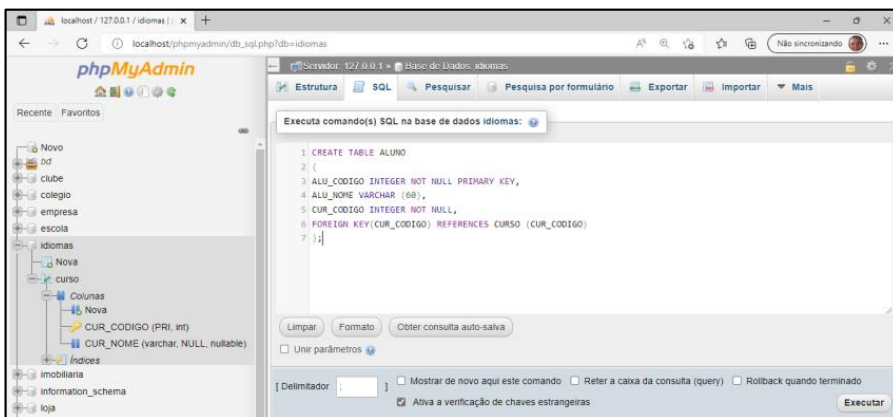 localhost / 127.0.0.1 / idiomas |
localhost/phpmyadmin/db_sql.php?db=idiomas
Não sincronizando
phpMyAdmin
Recente Favoritos
Novo
bd
clube
colegio
empresa
escola
idiomas
Nova
curso
Colunas
Nova
CUR_CODIGO (PRI, int)
CUR_NOME (varchar, NULL, nullable)
Índices
imobiliaria
information_schema
loja
Servidor: 127.0.0.1 » Base de Dados: idiomas
Estrutura SQL Pesquisar Pesquisa por formulário Exportar Importar Mais
Executa comando(s) SQL na base de dados idiomas:
1 CREATE TABLE ALUNO
2 (
3 ALU_CODIGO INTEGER NOT NULL PRIMARY KEY,
4 ALU_NOME VARCHAR (60),
5 CUR_CODIGO INTEGER NOT NULL,
6 FOREIGN KEY(CUR_CODIGO) REFERENCES CURSO (CUR_CODIGO)
7 );
Limpar Formato Obter consulta auto-salva
Unir parâmetros
[ Delimitador ; ] Mostrar de novo aqui este comando Reter a caixa da consulta (query) Rollback quando terminado
Ativa a verificação de chaves estrangeiras
Executar